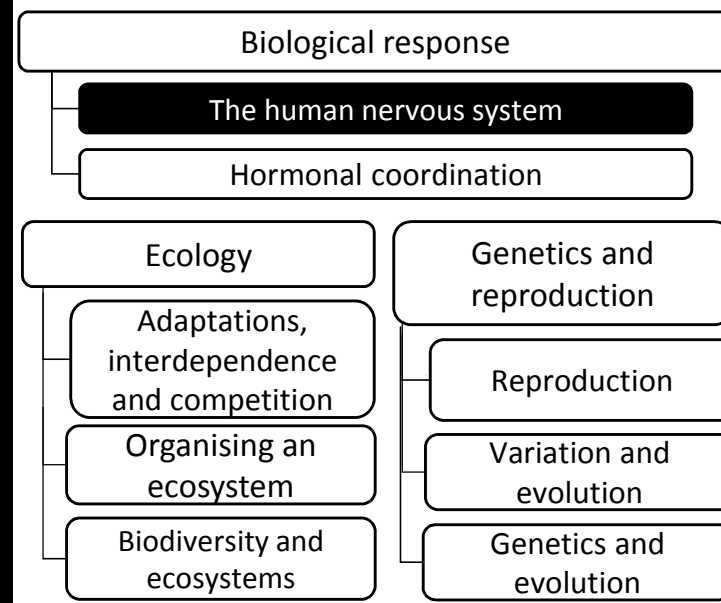 Biological response
The human nervous system
Hormonal coordination
Ecology
Adaptations,
interdependence
and competition
Organising an
ecosystem
Biodiversity and
ecosystems
Genetics and
reproduction
Reproduction
Variation and
evolution
Genetics and
evolution